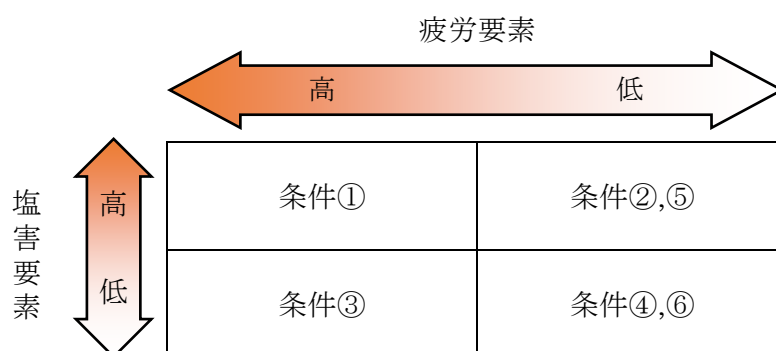 疲労要素
高 低
塩害要素
高
低
条件① 条件②,⑤
条件③ 条件④,⑥